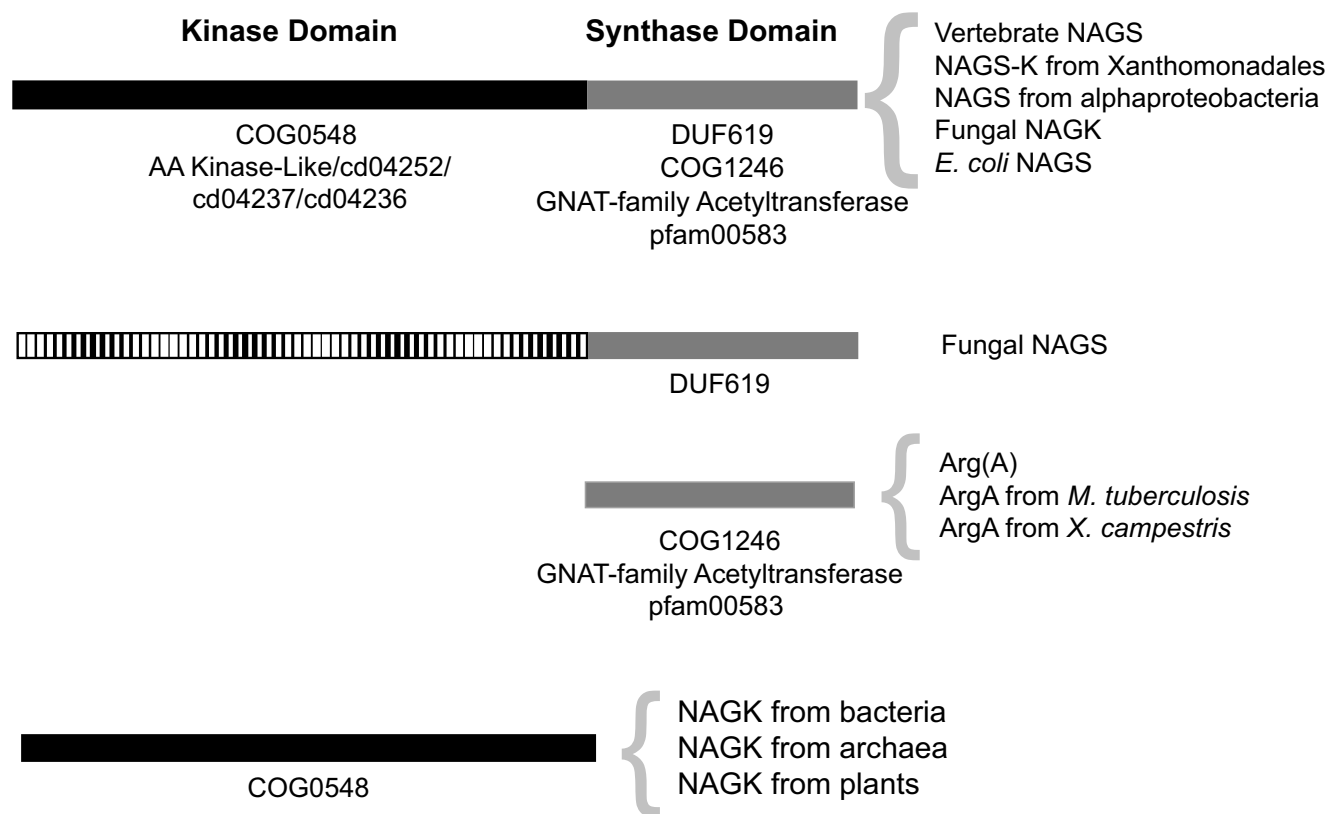 Kinase Domain
Synthase Domain
COG0548
AA Kinase-Like/cd04252/
cd04237/cd04236
DUF619
COG1246
GNAT-family Acetyltransferase
pfam00583
Vertebrate NAGS
NAGS-K from Xanthomonadales
NAGS from alphaproteobacteria
Fungal NAGK
E. coli NAGS
DUF619
Fungal NAGS
COG1246
GNAT-family Acetyltransferase
pfam00583
Arg(A)
ArgA from M. tuberculosis
ArgA from X. campestris
COG0548
NAGK from bacteria
NAGK from archaea
NAGK from plants